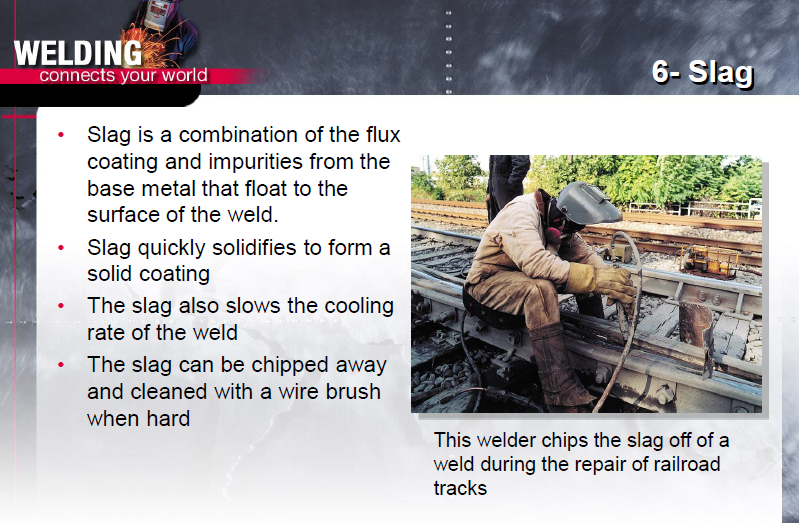 WELDING
connects your world
6- Slag
• Slag is a combination of the flux
coating and impurities from the
base metal that float to the
surface of the weld.
• Slag quickly solidifies to form a
solid coating
• The slag also slows the cooling
rate of the weld
• The slag can be chipped away
and cleaned with a wire brush
when hard
This welder chips the slag off of a
weld during the repair of railroad
tracks